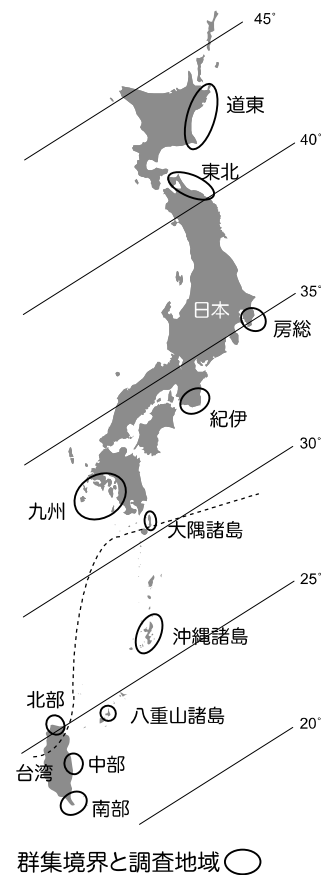 45°
道東
40°
東北
35°
日本
房総
紀伊
30°
九州
大隅諸島
25°
沖縄諸島
北部
八重山諸島
20°
台湾
中部
南部
群集境界と調査地域